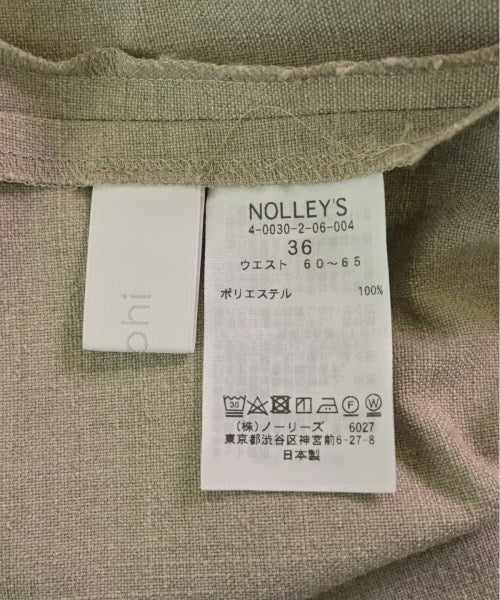 NOLLEY'S
4-0030-2-06-004
36
ウエスト 60~65
ポリエステル 100%
30
F W
(株)ノーリーズ 6027
東京都渋谷区神宮前6-27-8
日本製